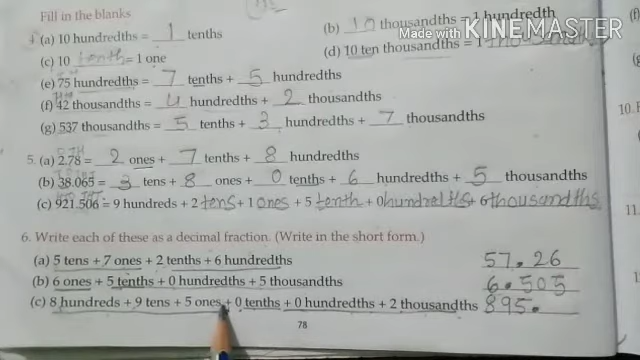 Fill in the blanks
(a) 10 hundredths = 1 tenths
(b) 10 thousandths = 1 hundredth
Made with KINEMASTER
(c) 10 tenth = 1 one
(d) 10 ten thousandths = 1
(e) 75 hundredths = 7 tenths + 5 hundredths
(f) 42 thousandths = 4 hundredths + 2 thousandths
(g) 537 thousandths = 5 tenths + 3 hundredths + 7 thousandths
5. (a) 2.78 = 2 ones + 7 tenths + 8 hundredths
(b) 38.065 = 3 tens + 8 ones + 0 tenths + 6 hundredths + 5 thousandths
(c) 921.506 = 9 hundreds + 2 tens + 1 ones + 5 tenth + 0 hundredths + 6 thousandths
6. Write each of these as a decimal fraction. (Write in the short form.)
(a) 5 tens + 7 ones + 2 tenths + 6 hundredths 57.26
(b) 6 ones + 5 tenths + 0 hundredths + 5 thousandths 6.505
(c) 8 hundreds + 9 tens + 5 ones + 0 tenths + 0 hundredths + 2 thousandths 895.
78